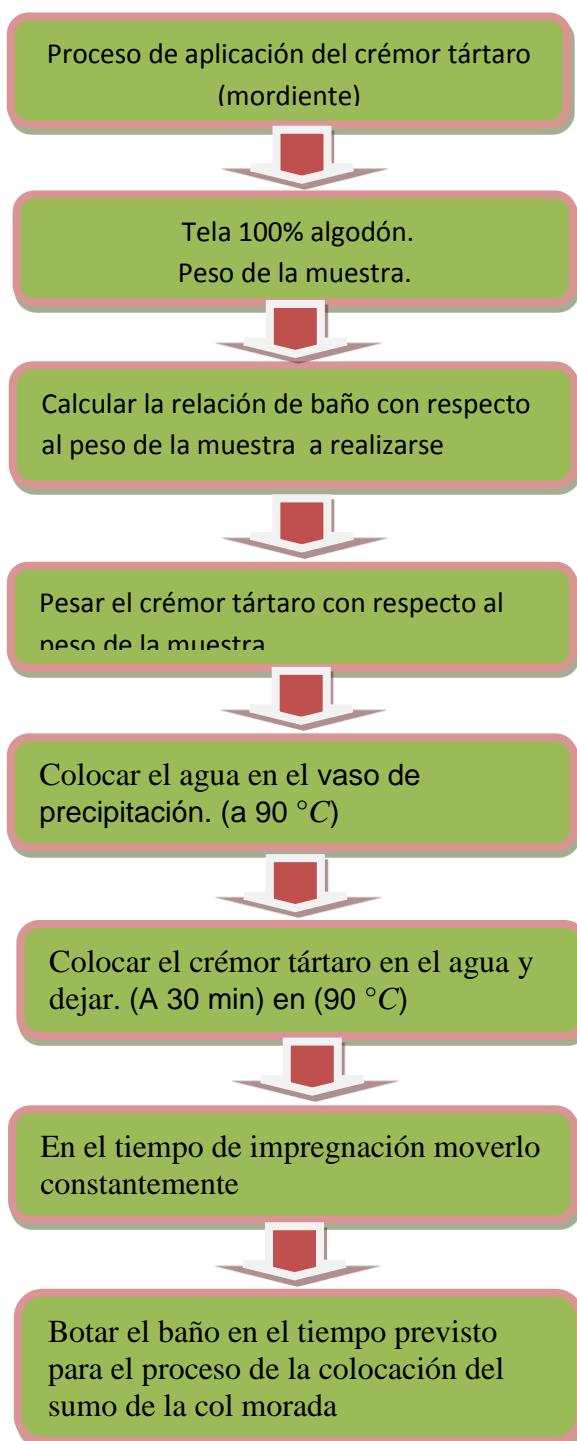 Proceso de aplicación del crémor tártaro
(mordiente)
Tela 100% algodón.
Peso de la muestra.
Calcular la relación de baño con respecto
al peso de la muestra a realizarse
Pesar el crémor tártaro con respecto al
peso de la muestra
Colocar el agua en el vaso de
precipitación. (a 90 °C)
Colocar el crémor tártaro en el agua y
dejar. (A 30 min) en (90 °C)
En el tiempo de impregnación moverlo
constantemente
Botar el baño en el tiempo previsto
para el proceso de la colocación del
sumo de la col morada